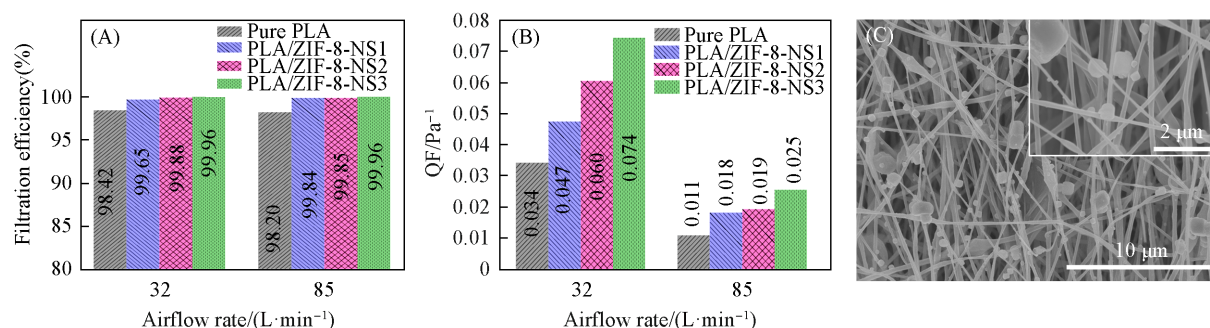 (A)
Pure PLA
PLA/ZIF-8-NS1
PLA/ZIF-8-NS2
PLA/ZIF-8-NS3
Filtration efficiency(%)
100
95
90
85
80
98.42
99.65
99.88
99.96
98.20
99.84
99.85
99.96
32
85
Airflow rate/(L·min⁻¹)
(B)
Pure PLA
PLA/ZIF-8-NS1
PLA/ZIF-8-NS2
PLA/ZIF-8-NS3
QF/Pa⁻¹
0.08
0.07
0.06
0.05
0.04
0.03
0.02
0.01
0
0.034
0.047
0.060
0.074
0.011
0.018
0.019
0.025
32
85
Airflow rate/(L·min⁻¹)
(C)
2 μm
10 μm